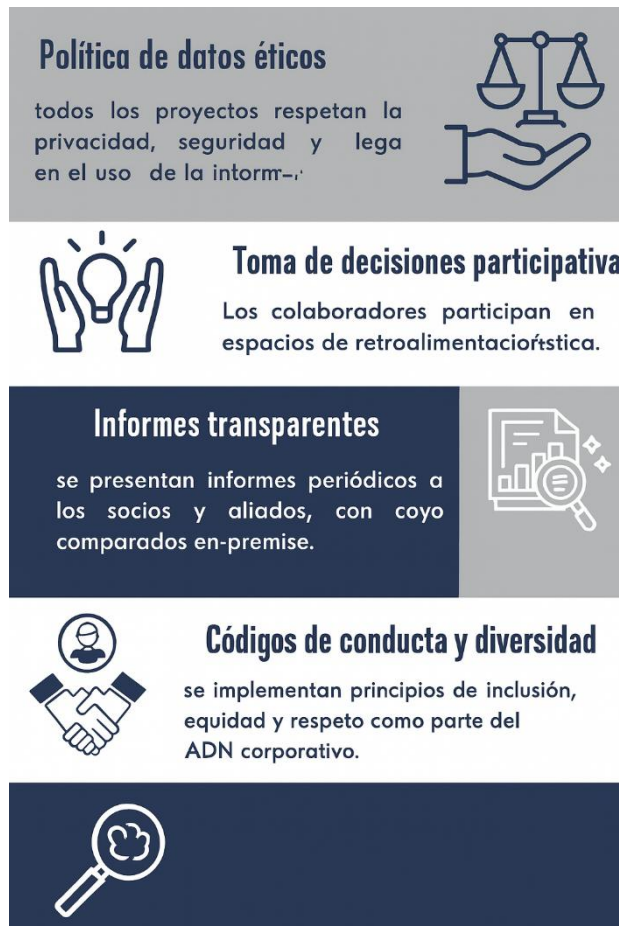 Política de datos éticos
todos los proyectos respetan la
privacidad, seguridad y lega
en el uso de la
Toma de decisiones participativa
Los colaboradores participan en
espacios de
Informes transparentes
se presentan informes periódicos a
los socios y aliados, con coyo
comparados en-premise.
Códigos de conducta y diversidad
se implementan principios de inclusión,
equidad y respeto como parte del
ADN corporativo.